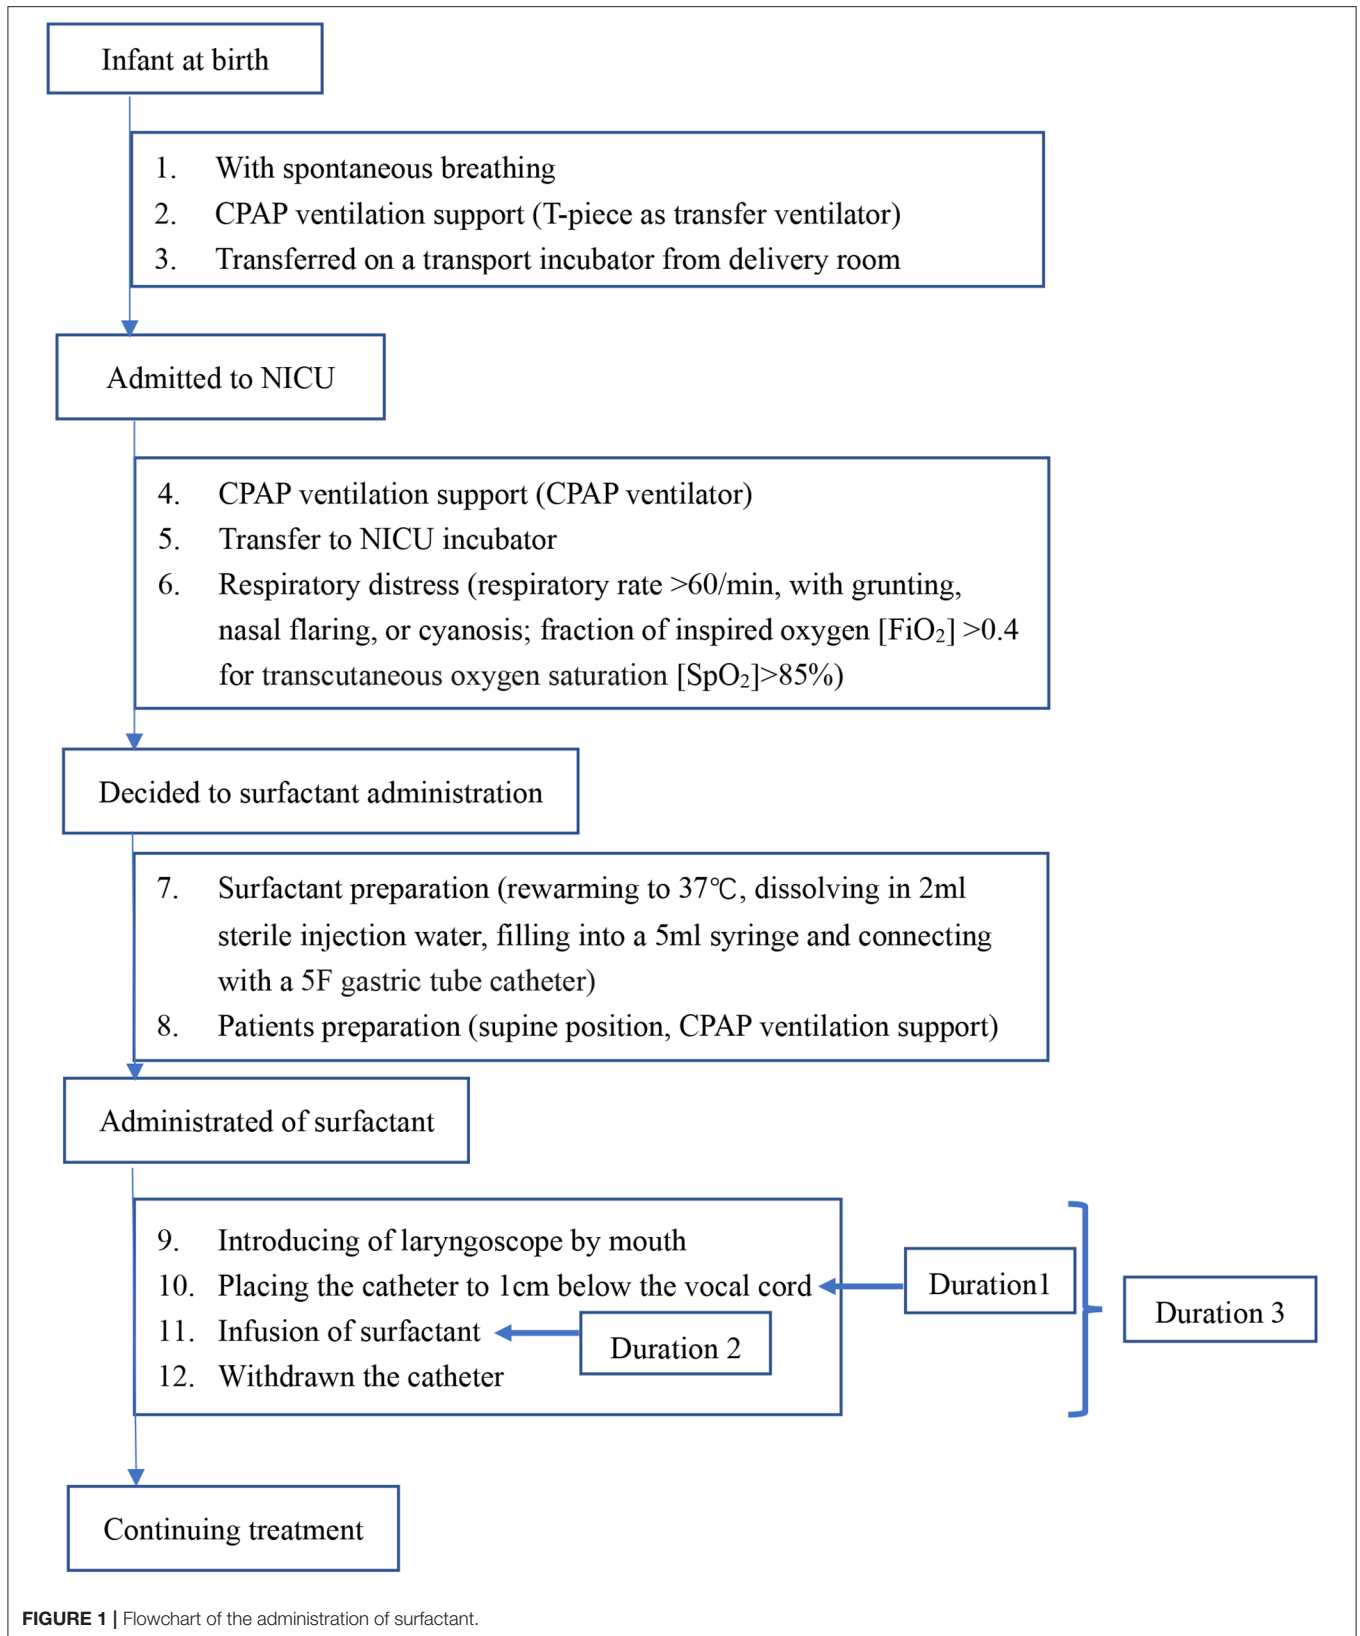 Infant at birth
1. With spontaneous breathing
2. CPAP ventilation support (T-piece as transfer ventilator)
3. Transferred on a transport incubator from delivery room
Admitted to NICU
4. CPAP ventilation support (CPAP ventilator)
5. Transfer to NICU incubator
6. Respiratory distress (respiratory rate >60/min, with grunting,
nasal flaring, or cyanosis; fraction of inspired oxygen [FiO₂] >0.4
for transcutaneous oxygen saturation [SpO₂]>85%)
Decided to surfactant administration
7. Surfactant preparation (rewarming to 37℃, dissolving in 2ml
sterile injection water, filling into a 5ml syringe and connecting
with a 5F gastric tube catheter)
8. Patients preparation (supine position, CPAP ventilation support)
Administrated of surfactant
9. Introducing of laryngoscope by mouth
10. Placing the catheter to 1cm below the vocal cord
Duration1
11. Infusion of surfactant
Duration 2
12. Withdrawn the catheter
Duration 3
Continuing treatment
FIGURE 1 | Flowchart of the administration of surfactant.